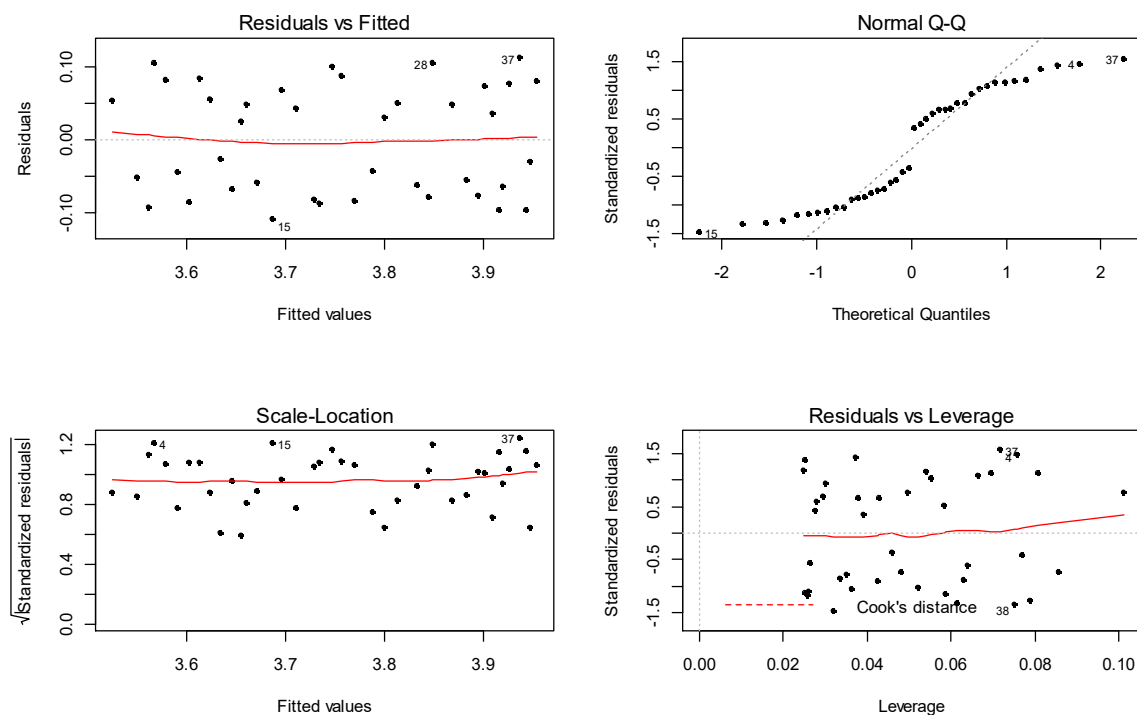 Residuals vs Fitted
Residuals
0.10
0.00
-0.10
28
37
15
3.6 3.7 3.8 3.9
Fitted values
Normal Q-Q
Standardized residuals
1.5
0.5
-0.5
-1.5
4
37
15
-2 -1 0 1 2
Theoretical Quantiles
Scale-Location
√|Standardized residuals|
1.2
0.8
0.4
0.0
4
15
37
3.6 3.7 3.8 3.9
Fitted values
Residuals vs Leverage
Standardized residuals
1.5
0.5
-0.5
-1.5
37
4
Cook's distance
38
0.00 0.02 0.04 0.06 0.08 0.10
Leverage